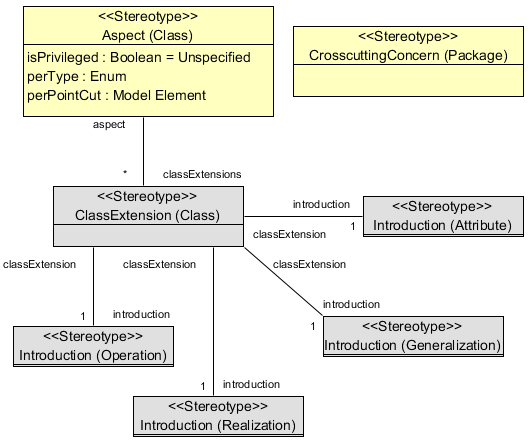 <<Stereotype>>
Aspect (Class)
isPrivileged : Boolean = Unspecified
perType : Enum
perPointCut : Model Element
<<Stereotype>>
CrosscuttingConcern (Package)
aspect
*
classExtensions
<<Stereotype>>
ClassExtension (Class)
introduction
1
classExtension
<<Stereotype>>
Introduction (Attribute)
classExtension
classExtension
classExtension
1
introduction
<<Stereotype>>
Introduction (Operation)
introduction
1
<<Stereotype>>
Introduction (Generalization)
1
introduction
<<Stereotype>>
Introduction (Realization)